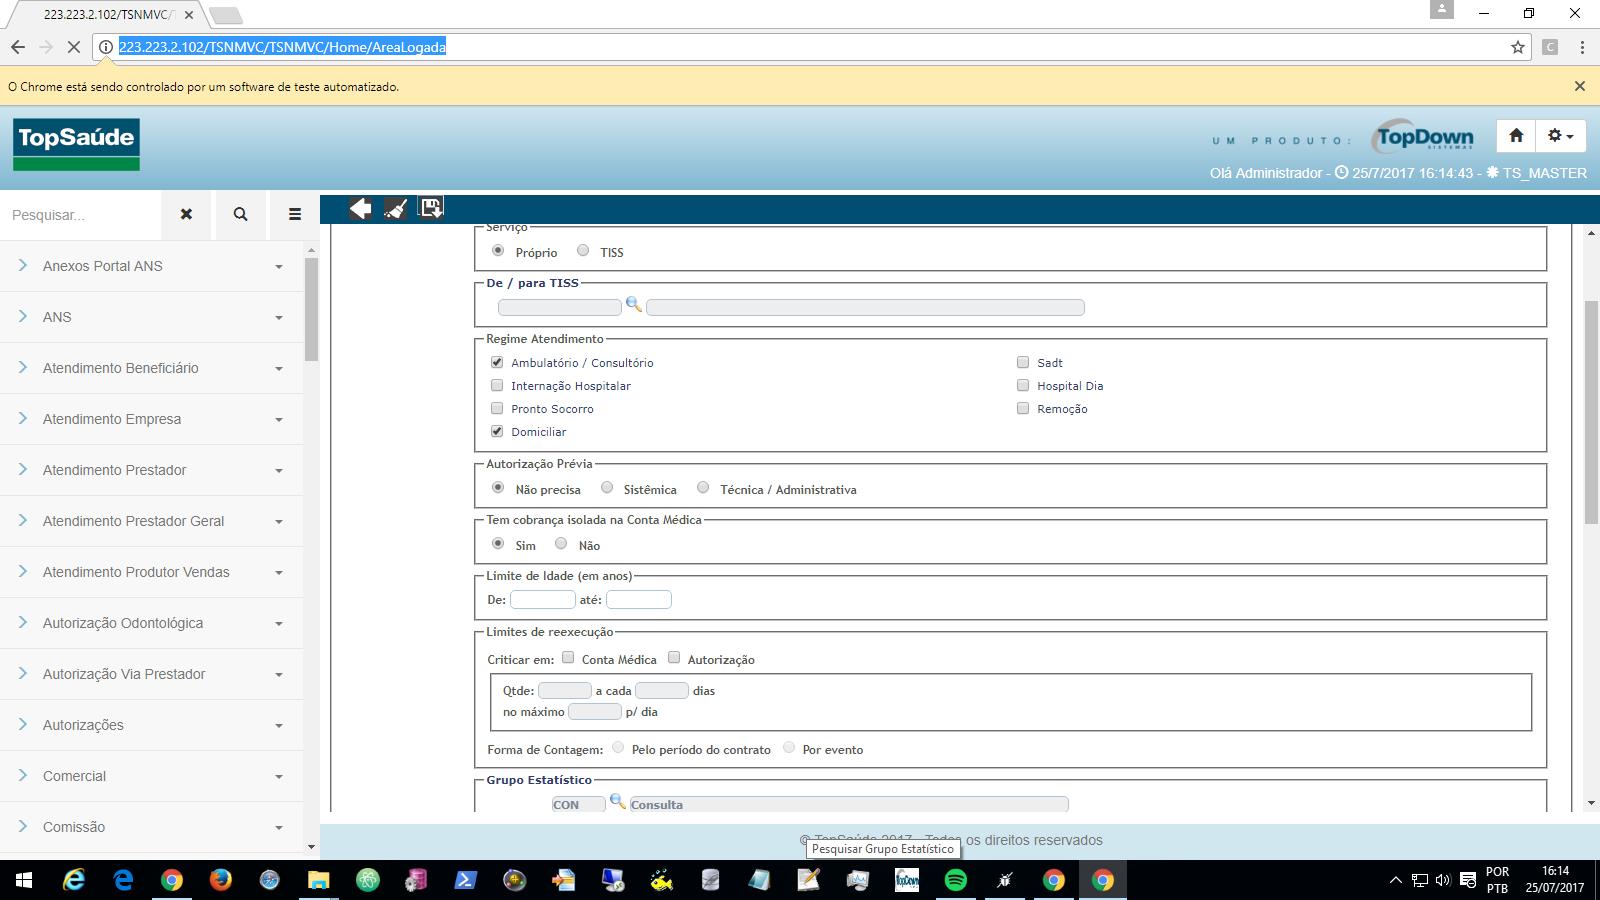 223.223.2.102/TSNMVC/T
223.223.2.102/TSNMVC/TSNMVC/Home/AreaLogada
C
O Chrome está sendo controlado por um software de teste automatizado.
TopSaúde
UM PRODUTO:
TopDown
SISTEMAS
Olá Administrador - 25/7/2017 16:14:43 - TS_MASTER
Pesquisar...
Anexos Portal ANS
ANS
Atendimento Beneficiário
Atendimento Empresa
Atendimento Prestador
Atendimento Prestador Geral
Atendimento Produtor Vendas
Autorização Odontológica
Autorização Via Prestador
Autorizações
Comercial
Comissão
Serviço
Próprio TISS
De / para TISS
Regime Atendimento
Ambulatório / Consultório Sadt
Internação Hospitalar Hospital Dia
Pronto Socorro Remoção
Domiciliar
Autorização Prévia
Não precisa Sistêmica Técnica / Administrativa
Tem cobrança isolada na Conta Médica
Sim Não
Limite de Idade (em anos)
De: até:
Limites de reexecução
Criticar em: Conta Médica Autorização
Qtde: a cada dias
no máximo p/ dia
Forma de Contagem: Pelo período do contrato Por evento
Grupo Estatístico
CON Consulta
© TopSaúde 2017 - Todos os direitos reservados
Pesquisar Grupo Estatístico
TopDown
POR
PTB
16:14
25/07/2017